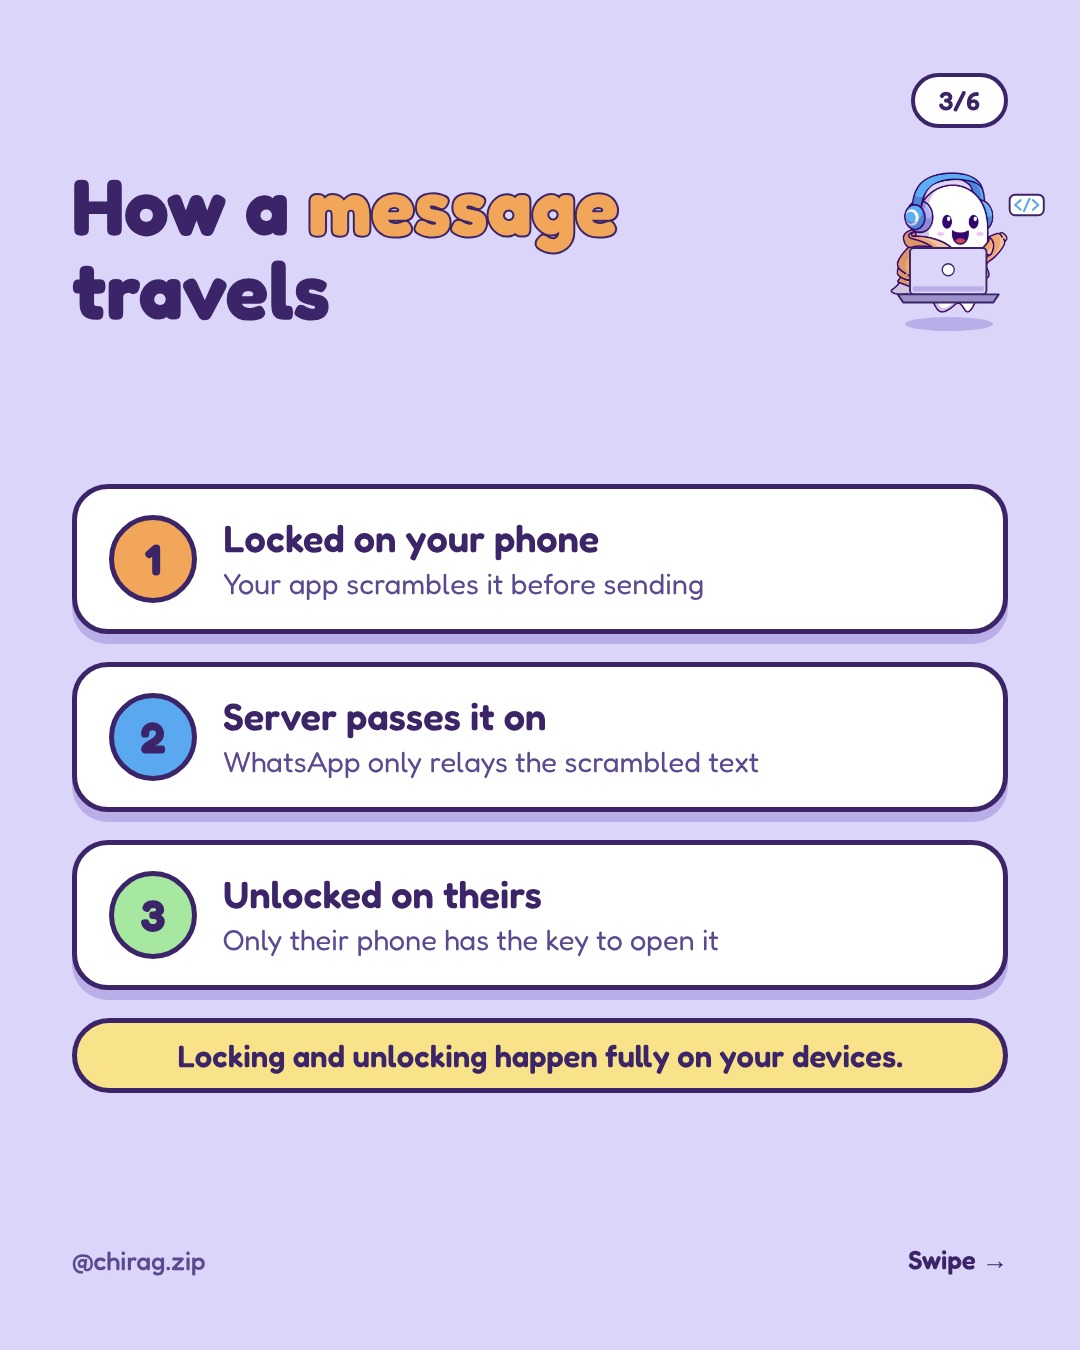 3/6
How a message
travels
</>
1
Locked on your phone
Your app scrambles it before sending
2
Server passes it on
WhatsApp only relays the scrambled text
3
Unlocked on theirs
Only their phone has the key to open it
Locking and unlocking happen fully on your devices.
@chirag.zip
Swipe →